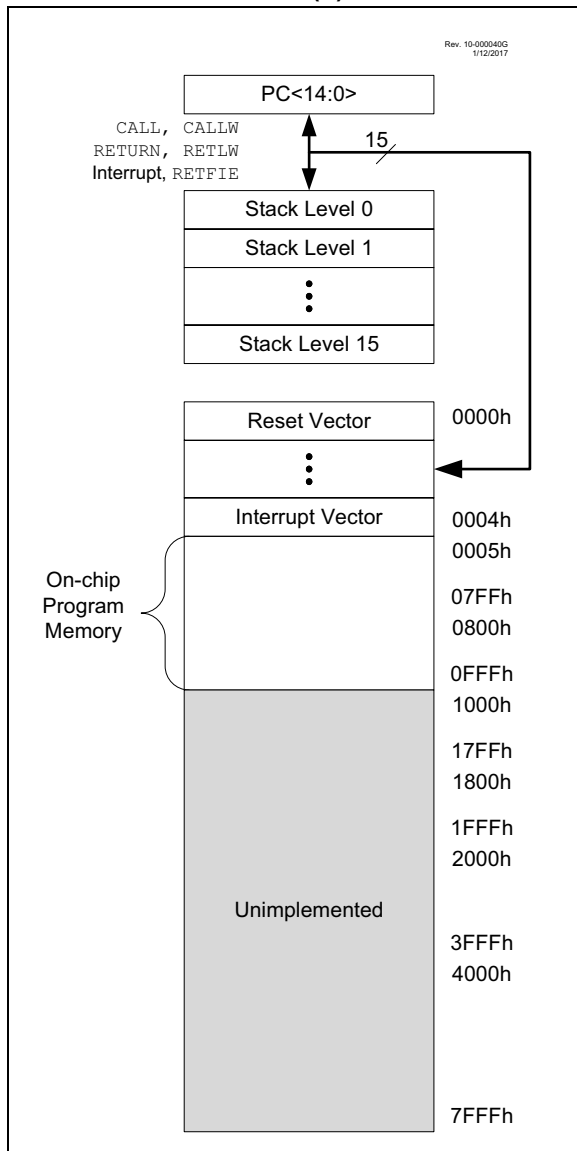 (4)
Rev. 10-000040G
1/12/2017
PC<14:0>
CALL, CALLW
RETURN, RETLW
Interrupt, RETFIE
15
Stack Level 0
Stack Level 1
Stack Level 15
Reset Vector
0000h
Interrupt Vector
0004h
0005h
On-chip
Program
Memory
07FFh
0800h
0FFFh
1000h
17FFh
1800h
1FFFh
2000h
Unimplemented
3FFFh
4000h
7FFFh